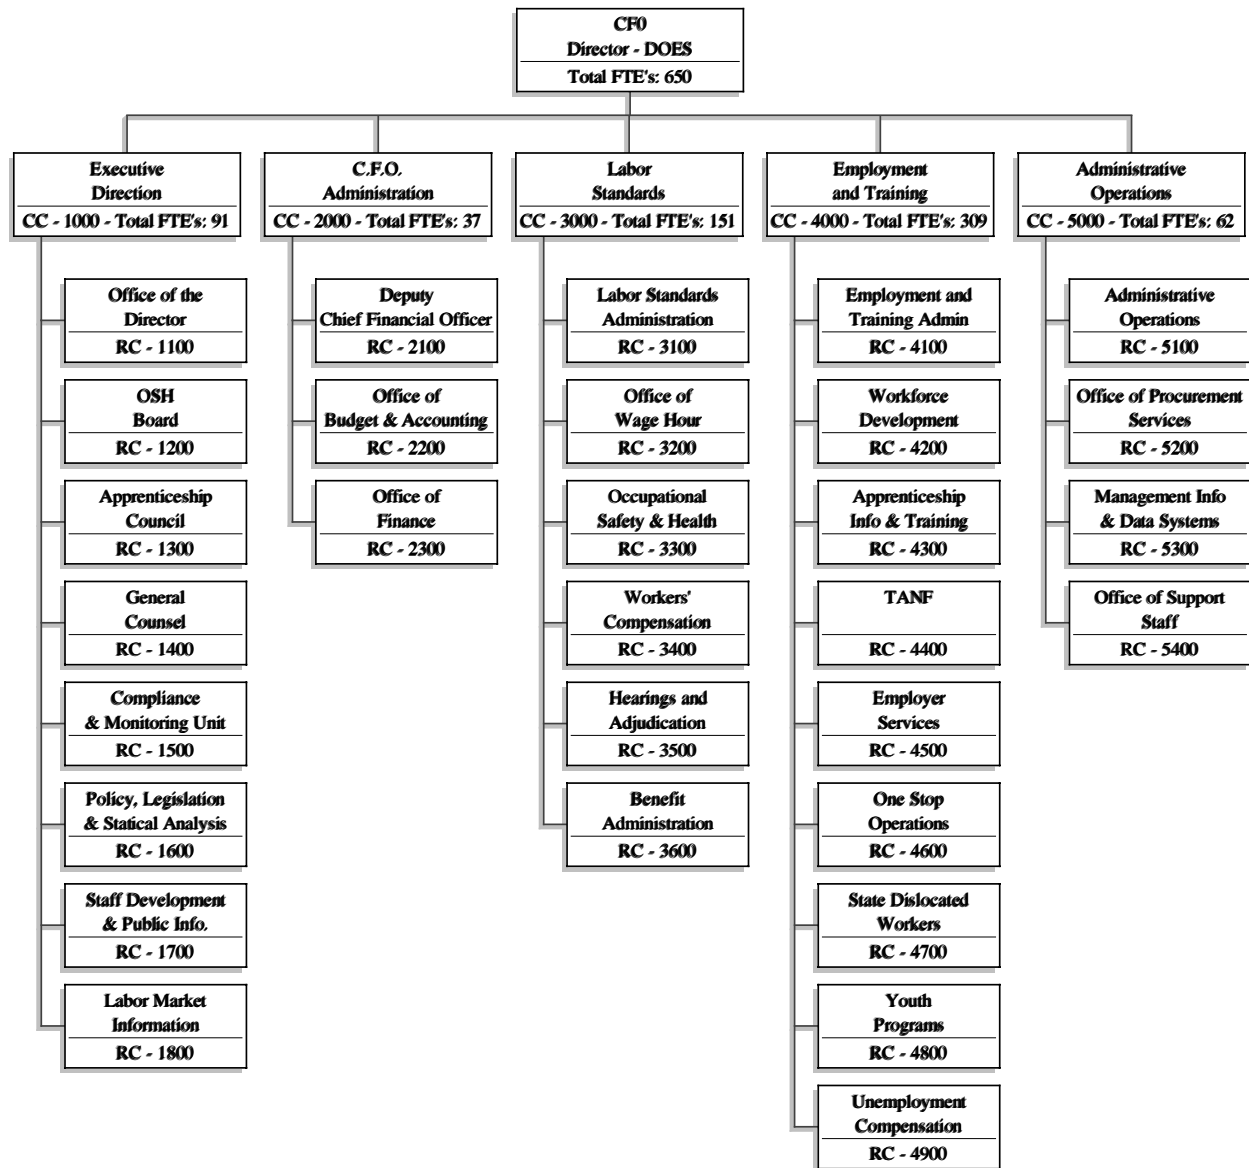 CF0
Director - DOES
Total FTE's: 650
Executive
Direction
CC - 1000 - Total FTE's: 91
Office of the
Director
RC - 1100
OSH
Board
RC - 1200
Apprenticeship
Council
RC - 1300
General
Counsel
RC - 1400
Compliance
& Monitoring Unit
RC - 1500
Policy, Legislation
& Statical Analysis
RC - 1600
Staff Development
& Public Info.
RC - 1700
Labor Market
Information
RC - 1800
C.F.O.
Administration
CC - 2000 - Total FTE's: 37
Deputy
Chief Financial Officer
RC - 2100
Office of
Budget & Accounting
RC - 2200
Office of
Finance
RC - 2300
Labor
Standards
CC - 3000 - Total FTE's: 151
Labor Standards
Administration
RC - 3100
Office of
Wage Hour
RC - 3200
Occupational
Safety & Health
RC - 3300
Workers'
Compensation
RC - 3400
Hearings and
Adjudication
RC - 3500
Benefit
Administration
RC - 3600
Employment
and Training
CC - 4000 - Total FTE's: 309
Employment and
Training Admin
RC - 4100
Workforce
Development
RC - 4200
Apprenticeship
Info & Training
RC - 4300
TANF
RC - 4400
Employer
Services
RC - 4500
One Stop
Operations
RC - 4600
State Dislocated
Workers
RC - 4700
Youth
Programs
RC - 4800
Unemployment
Compensation
RC - 4900
Administrative
Operations
CC - 5000 - Total FTE's: 62
Administrative
Operations
RC - 5100
Office of Procurement
Services
RC - 5200
Management Info
& Data Systems
RC - 5300
Office of Support
Staff
RC - 5400